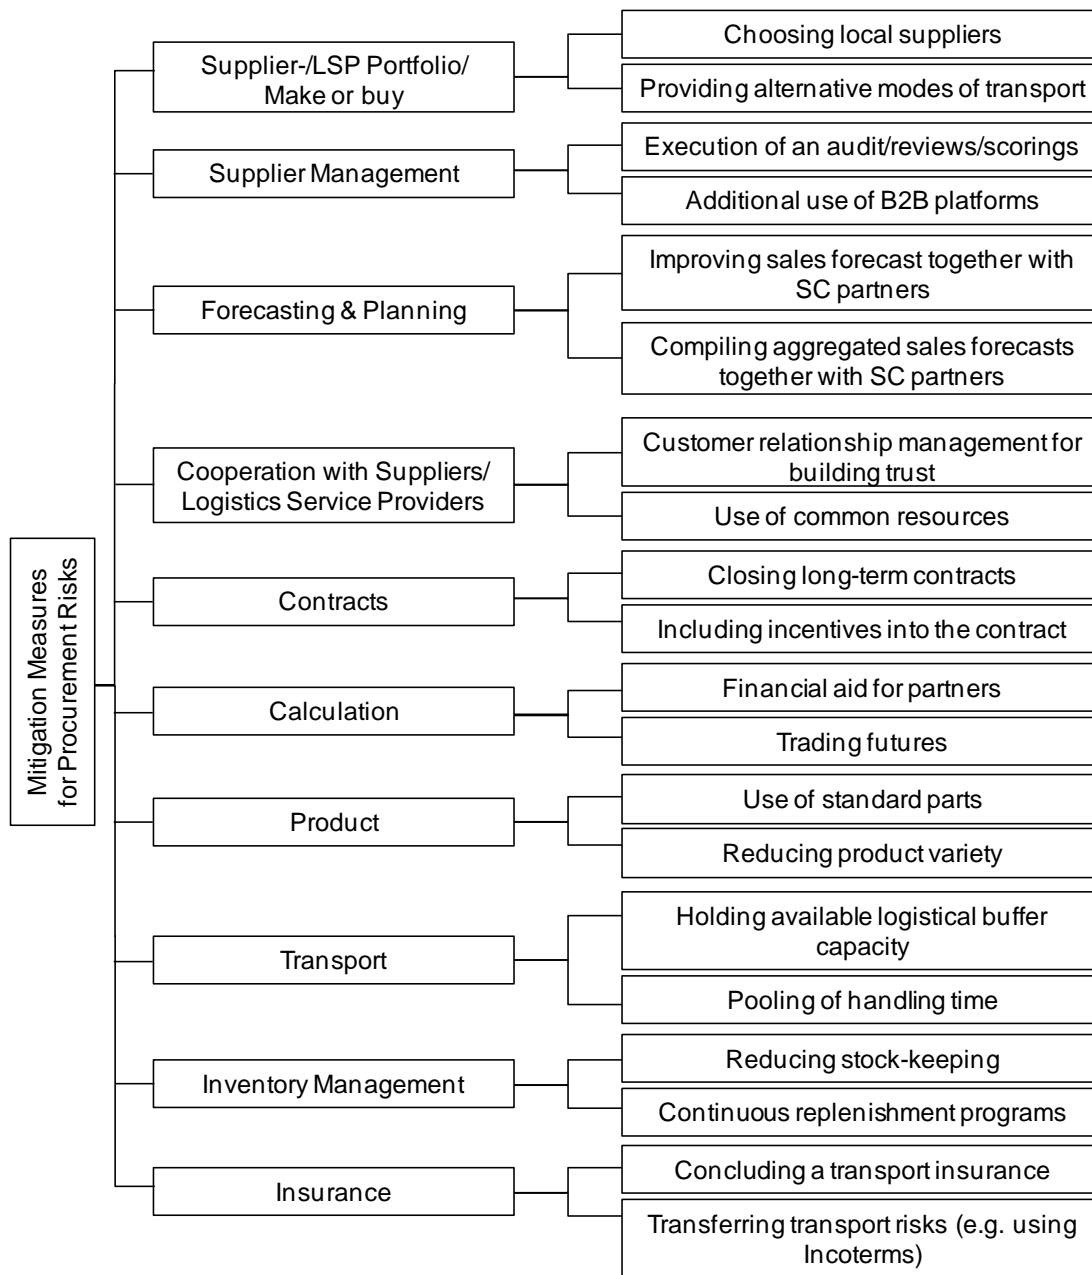 Mitigation Measures
for Procurement Risks
Supplier-/LSP Portfolio/
Make or buy
Choosing local suppliers
Providing alternative modes of transport
Supplier Management
Execution of an audit/reviews/scorings
Additional use of B2B platforms
Forecasting & Planning
Improving sales forecast together with
SC partners
Compiling aggregated sales forecasts
together with SC partners
Cooperation with Suppliers/
Logistics Service Providers
Customer relationship management for
building trust
Use of common resources
Contracts
Closing long-term contracts
Including incentives into the contract
Calculation
Financial aid for partners
Trading futures
Product
Use of standard parts
Reducing product variety
Transport
Holding available logistical buffer
capacity
Pooling of handling time
Inventory Management
Reducing stock-keeping
Continuous replenishment programs
Insurance
Concluding a transport insurance
Transferring transport risks (e.g. using
Incoterms)